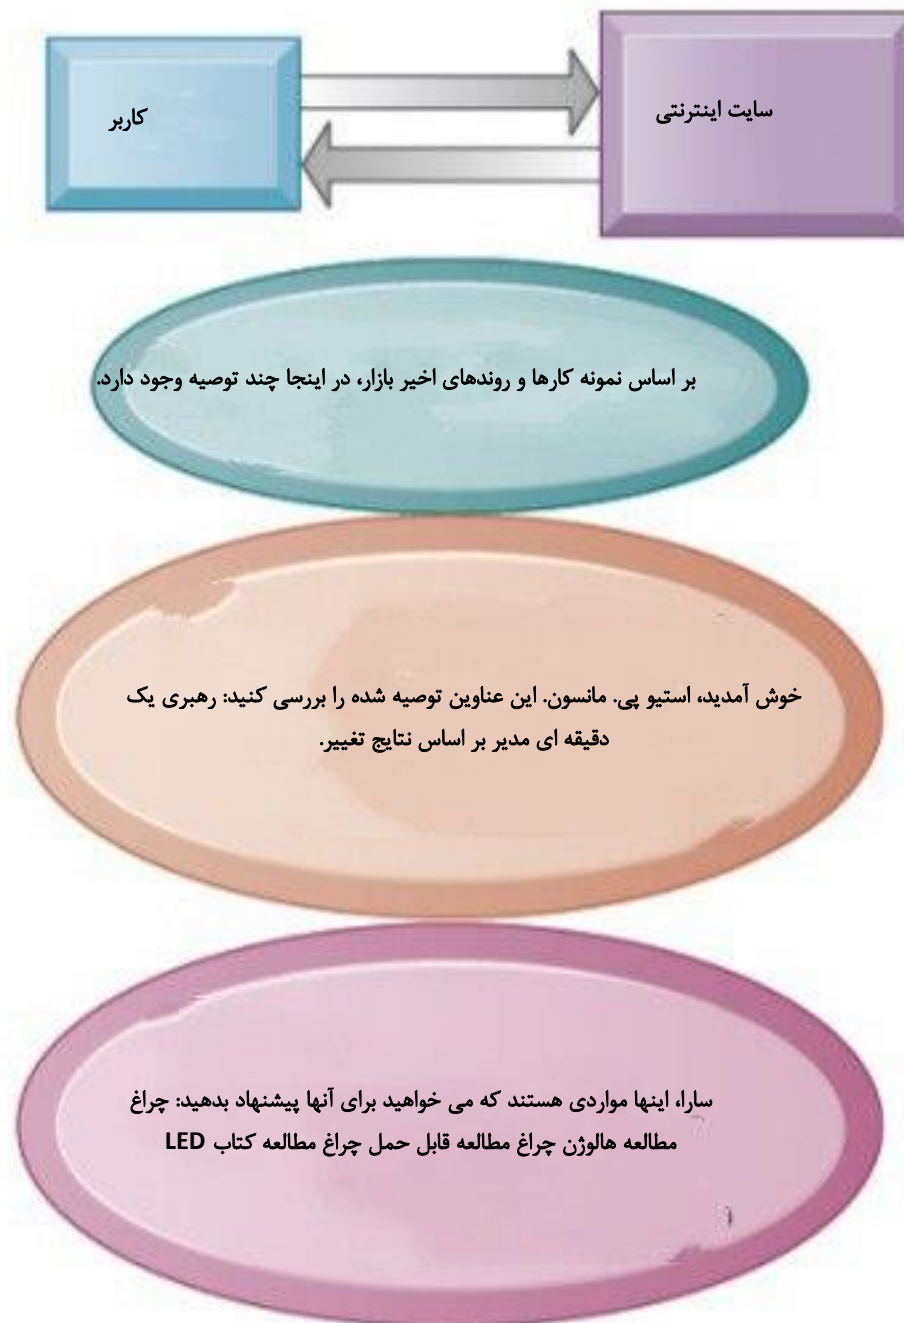 سایت اینترنتی
کاربر
بر اساس نمونه کارها و روندهای اخیر بازار، در اینجا چند توصیه وجود دارد.
خوش آمدید، استیو پی. مانسون. این عناوین توصیه شده را بررسی کنید: رهبری یک
دقیقه ای مدیر بر اساس نتایج تغییر.
سارا، اینها مواردی هستند که می خواهید برای آنها پیشنهاد بدهید: چراغ
مطالعه هالوژن چراغ مطالعه قابل حمل چراغ مطالعه کتاب LED